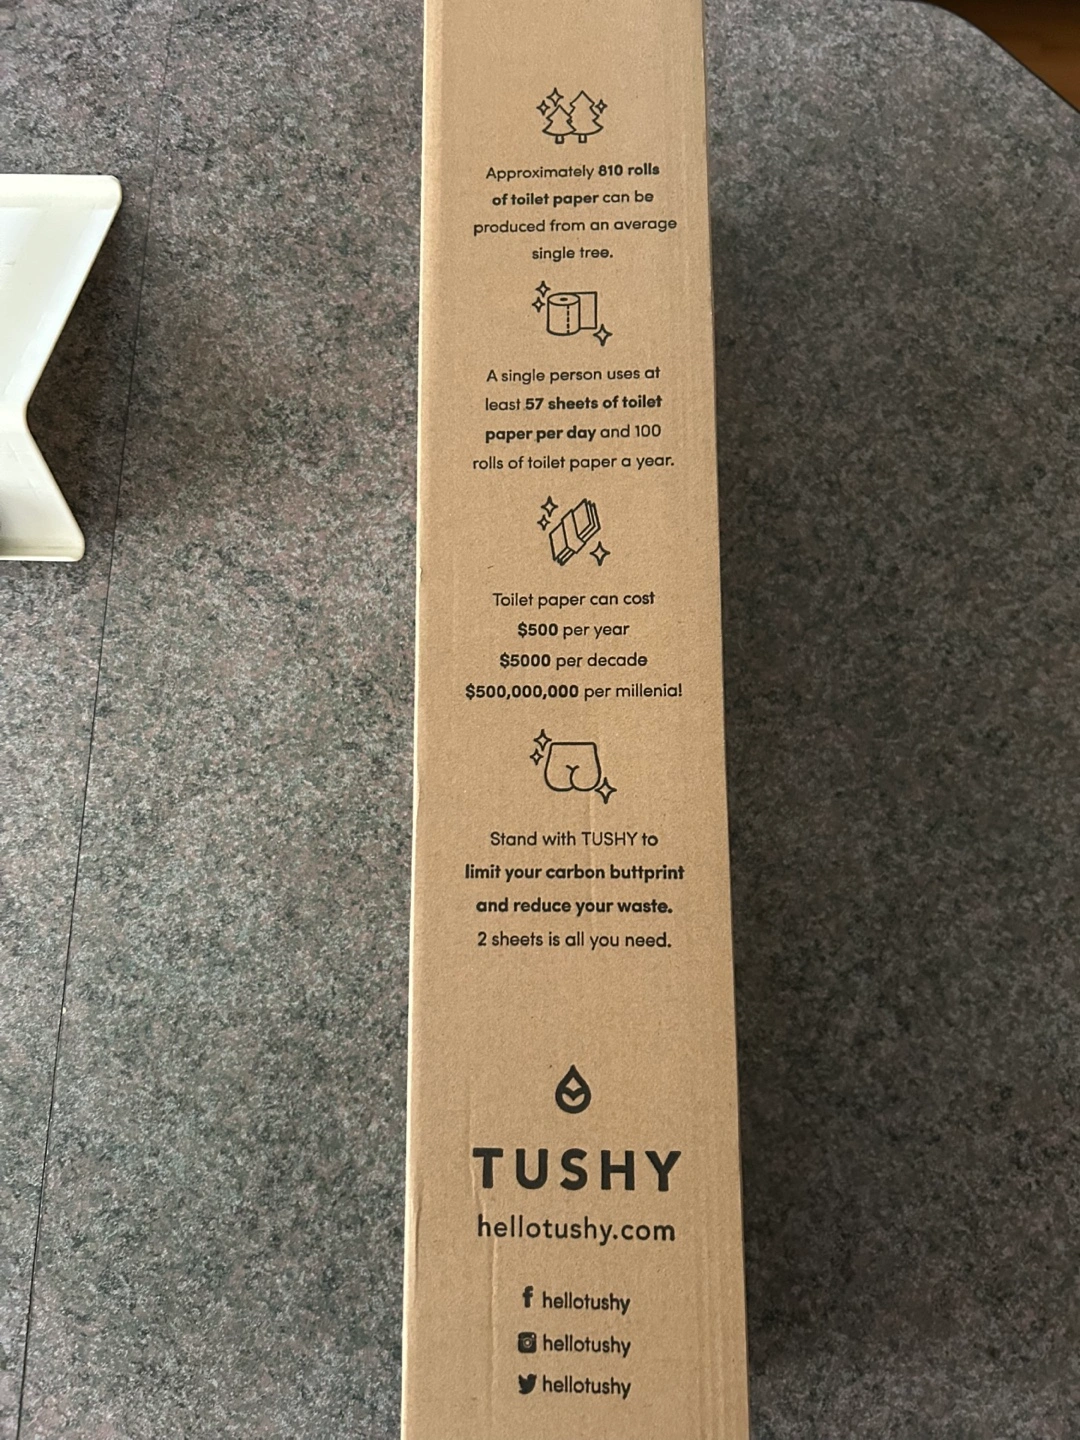 Approximately 810 rolls
of toilet paper can be
produced from an average
single tree.
A single person uses at
least 57 sheets of toilet
paper per day and 100
rolls of toilet paper a year.
Toilet paper can cost
$500 per year
$5000 per decade
$500,000,000 per millenia!
Stand with TUSHY to
limit your carbon buttprint
and reduce your waste.
2 sheets is all you need.
TUSHY
hellotushy.com
hellotushy
hellotushy
hellotushy